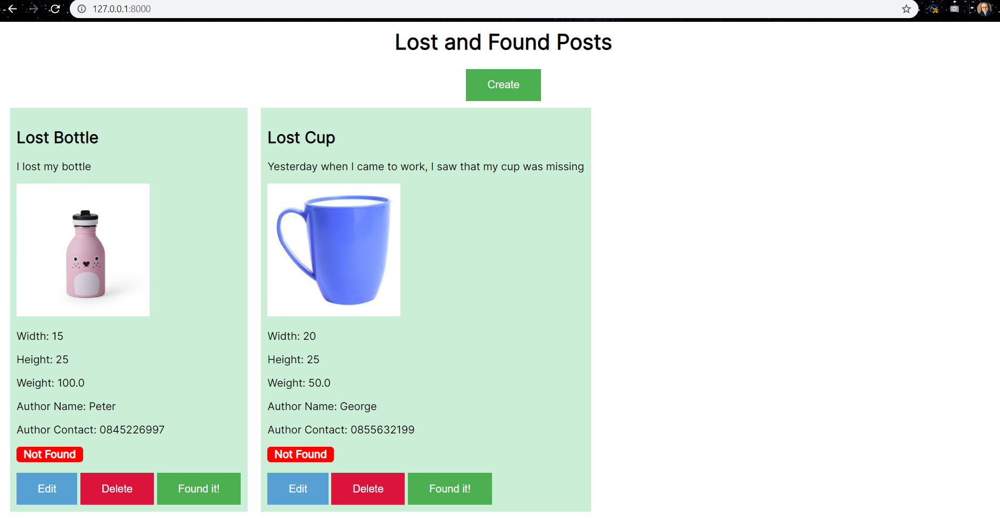 127.0.0.1:8000
Lost and Found Posts
Create
Lost Bottle
I lost my bottle
Width: 15
Height: 25
Weight: 100.0
Author Name: Peter
Author Contact: 0845226997
Not Found
Edit
Delete
Found it!
Lost Cup
Yesterday when I came to work, I saw that my cup was missing
Width: 20
Height: 25
Weight: 50.0
Author Name: George
Author Contact: 0855632199
Not Found
Edit
Delete
Found it!